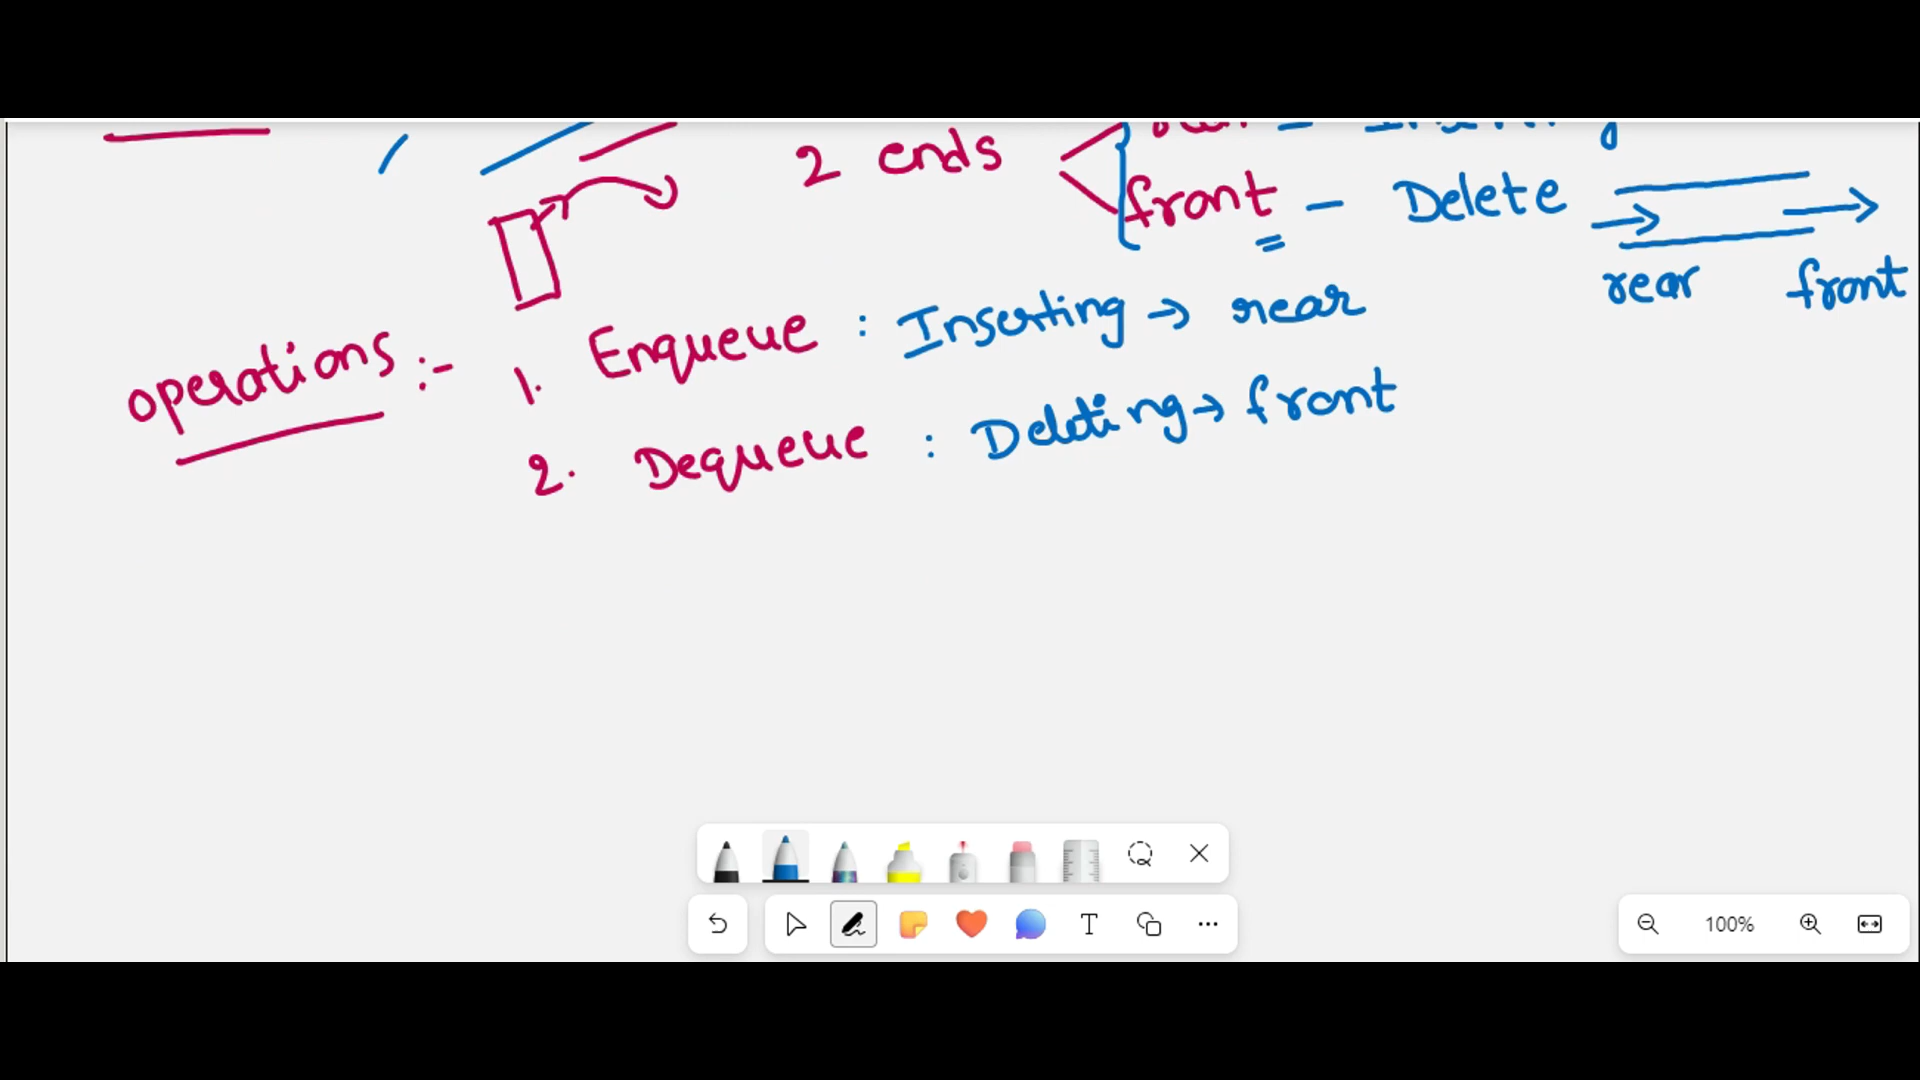 2 ends
front - Delete
rear front
operations :- 1. Enqueue : Inserting → rear
2. Dequeue : Deleting → front
T
100%